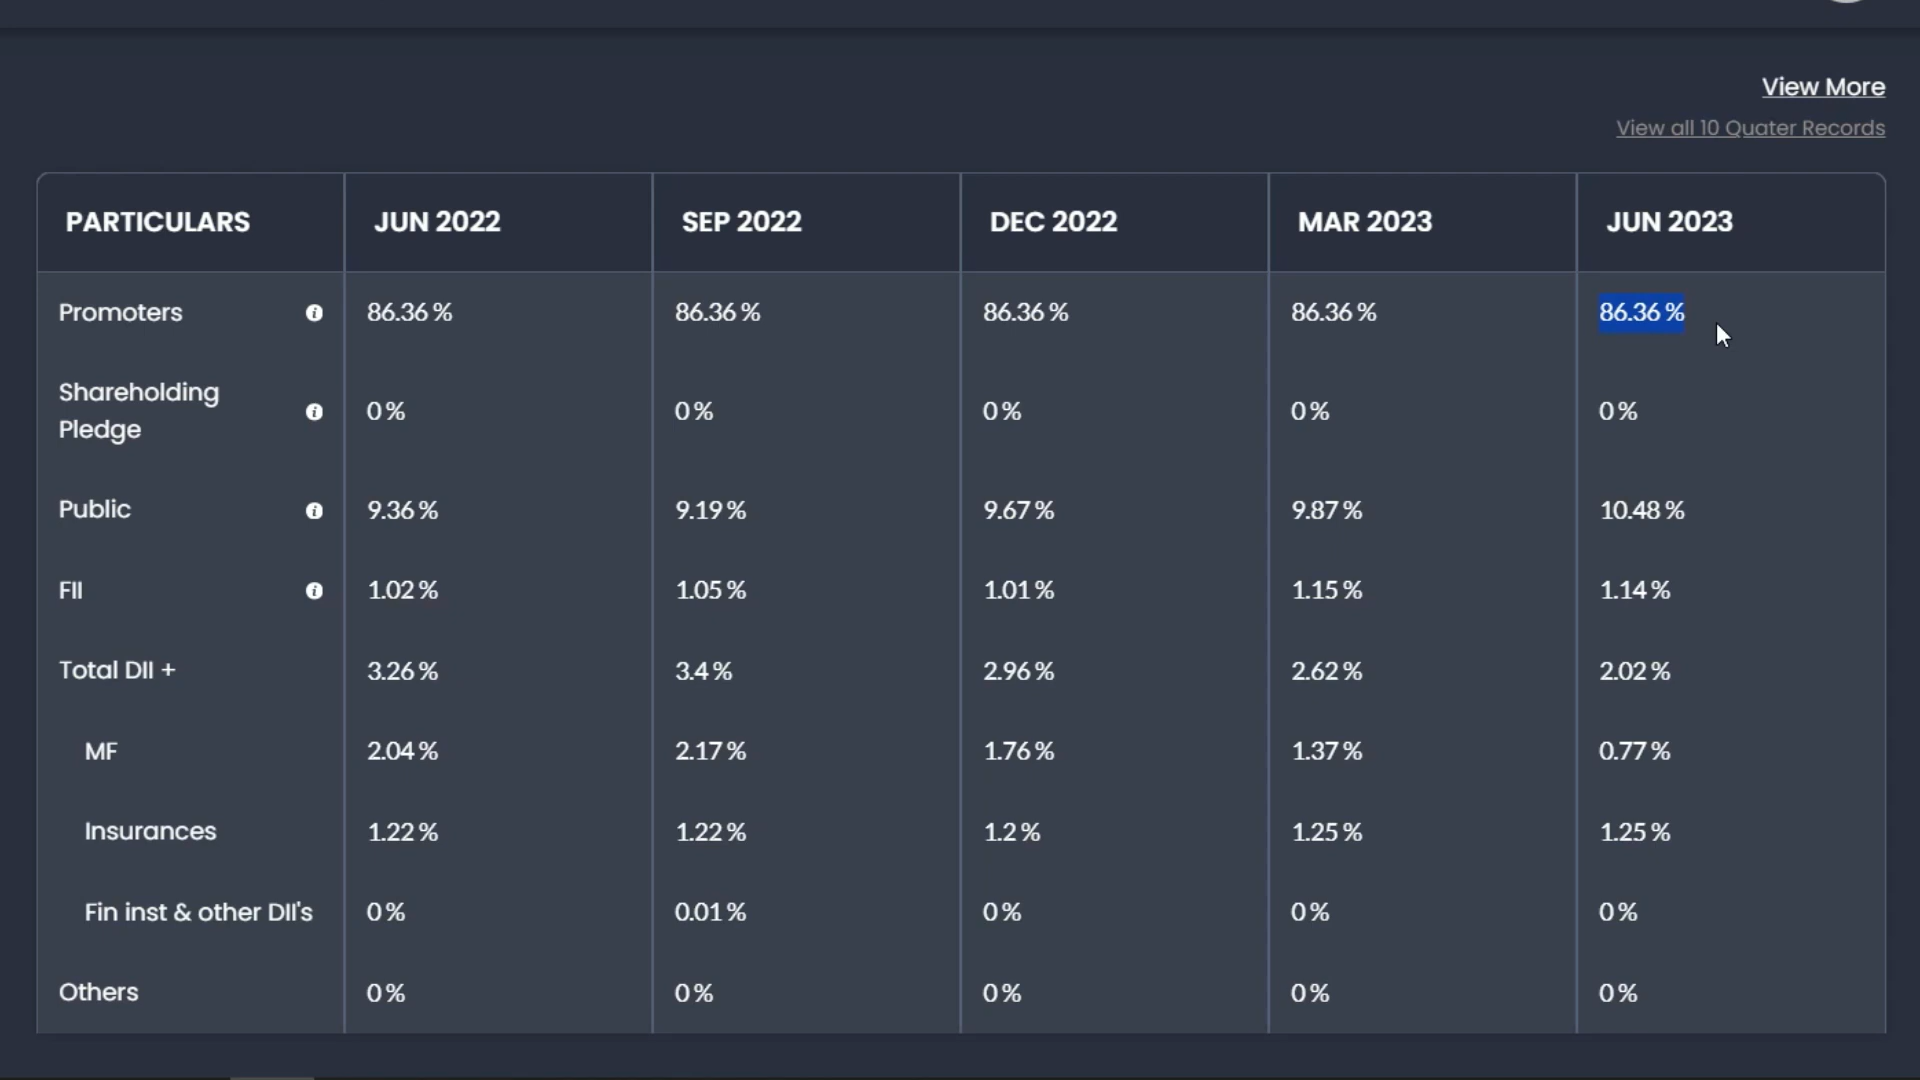 View More
View all 10 Quater Records
PARTICULARS JUN 2022 SEP 2022 DEC 2022 MAR 2023 JUN 2023
Promoters 86.36 % 86.36 % 86.36 % 86.36 % 86.36 %
Shareholding
Pledge 0 % 0 % 0 % 0 % 0 %
Public 9.36 % 9.19 % 9.67 % 9.87 % 10.48 %
FII 1.02 % 1.05 % 1.01 % 1.15 % 1.14 %
Total DII + 3.26 % 3.4 % 2.96 % 2.62 % 2.02 %
MF 2.04 % 2.17 % 1.76 % 1.37 % 0.77 %
Insurances 1.22 % 1.22 % 1.2 % 1.25 % 1.25 %
Fin inst & other DII's 0 % 0.01 % 0 % 0 % 0 %
Others 0 % 0 % 0 % 0 % 0 %